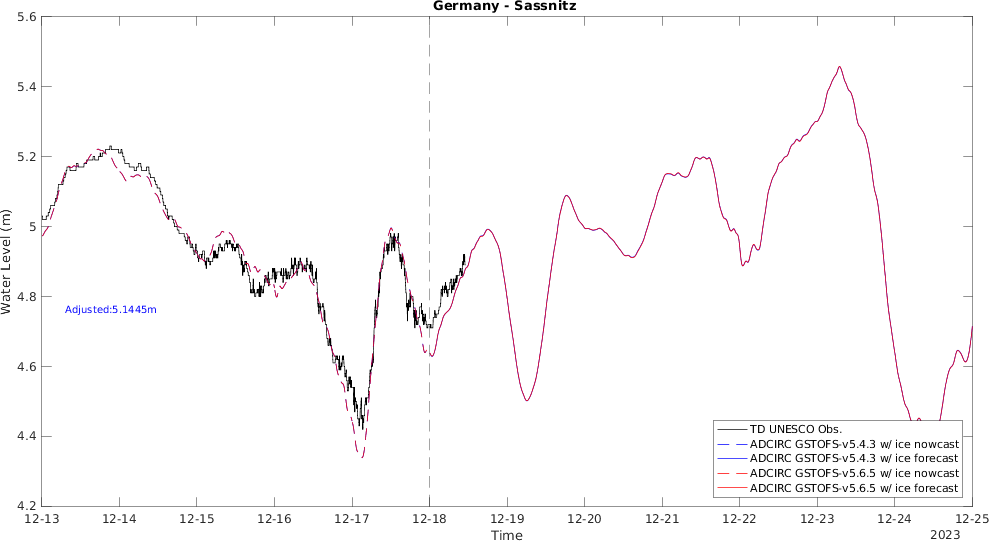 Germany - Sassnitz
5.6
5.4
5.2
5
4.8
4.6
4.4
4.2
Water Level (m)
Adjusted:5.1445m
TD UNESCO Obs.
ADCIRC GSTOFS-v5.4.3 w/ ice nowcast
ADCIRC GSTOFS-v5.4.3 w/ ice forecast
ADCIRC GSTOFS-v5.6.5 w/ ice nowcast
ADCIRC GSTOFS-v5.6.5 w/ ice forecast
12-13 12-14 12-15 12-16 12-17 12-18 12-19 12-20 12-21 12-22 12-23 12-24 12-25
Time
2023